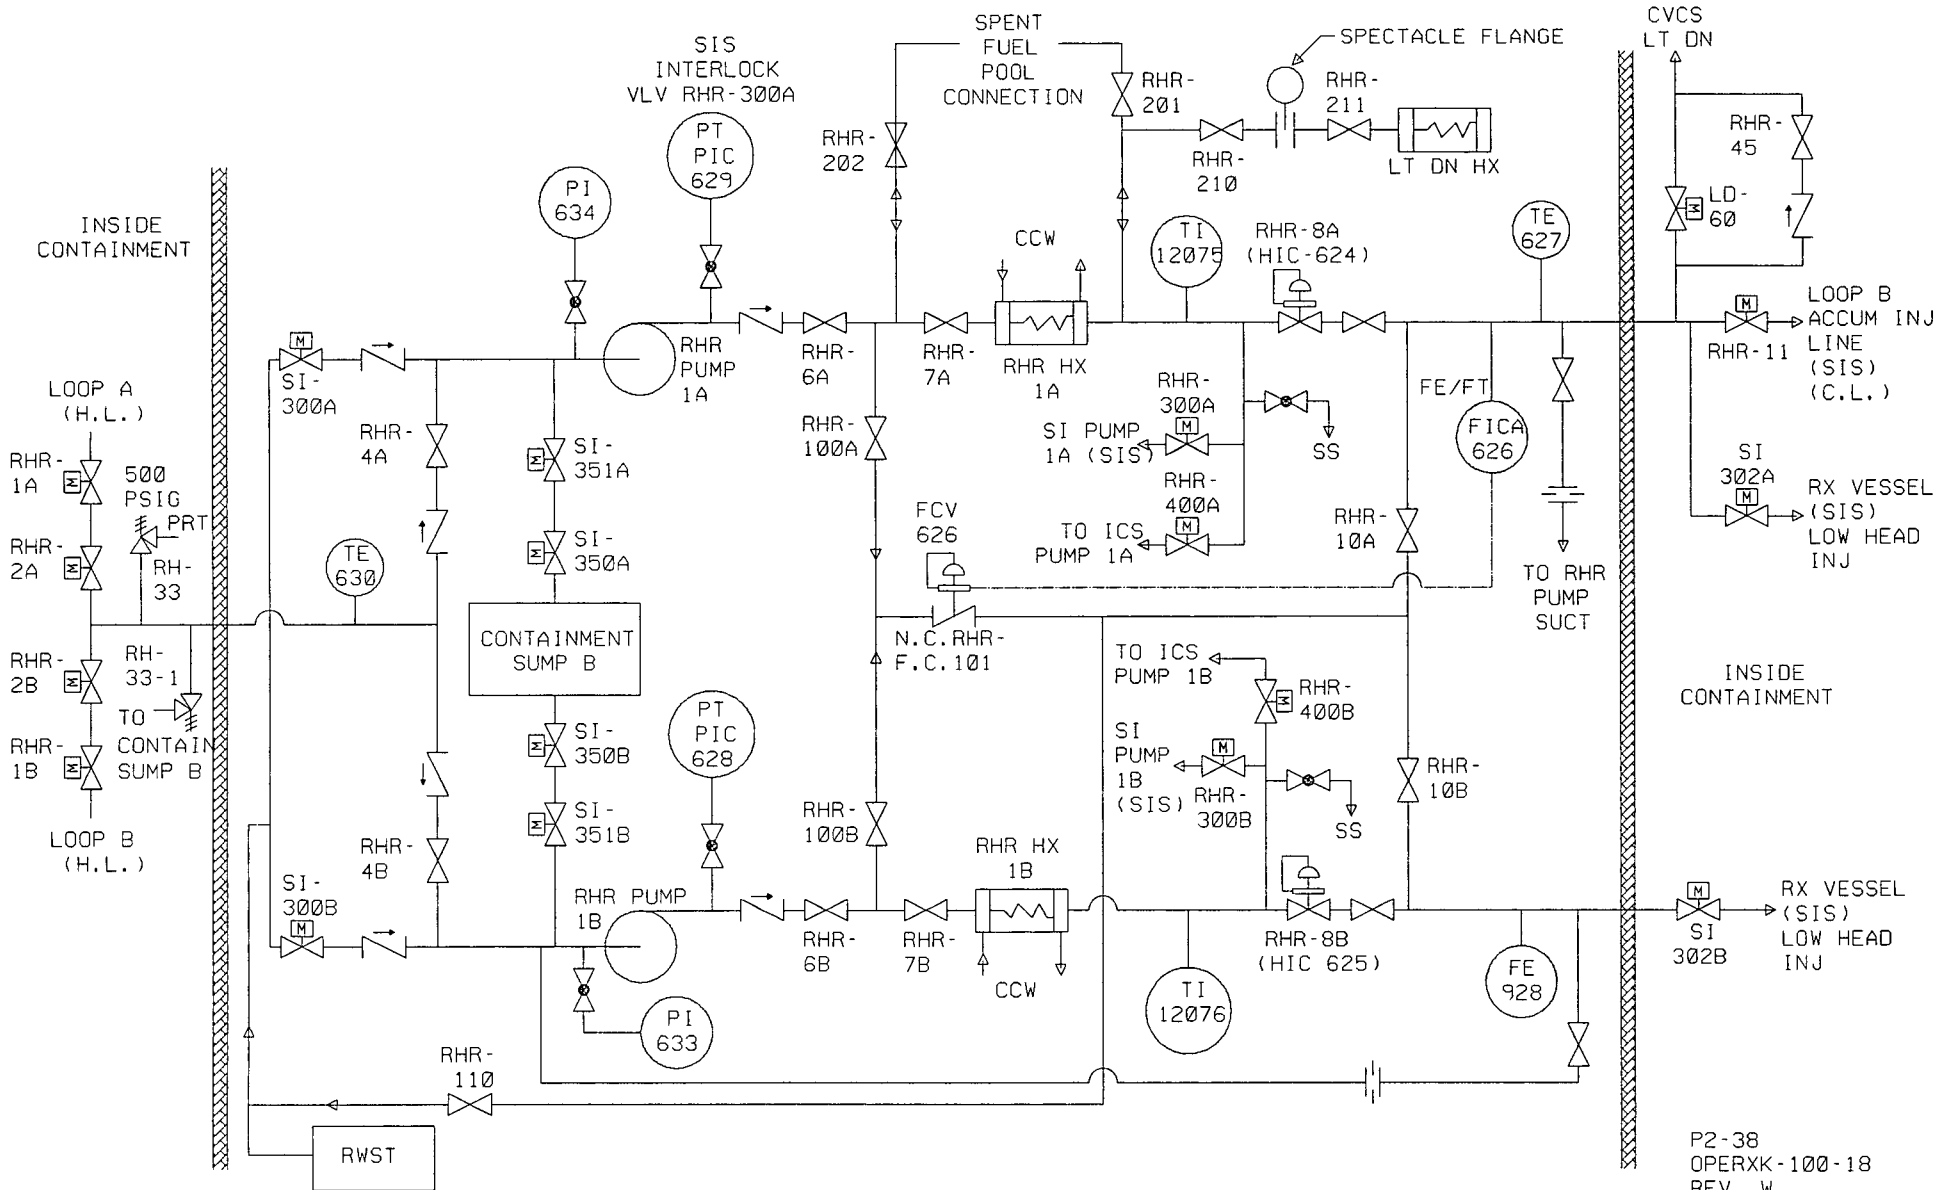 CVCS
LT DN
SPENT
FUEL
POOL
CONNECTION
SPECTACLE FLANGE
SIS
INTERLOCK
VLV RHR-300A
RHR-
201
RHR-
211
RHR-
45
PT
PIC
629
RHR-
202
RHR-
210
LT DN HX
PI
634
LD-
60
M
INSIDE
CONTAINMENT
CCW
TI
12075
RHR-8A
(HIC-624)
TE
627
M
SI-
300A
RHR
PUMP
1A
RHR-
6A
RHR-
7A
RHR HX
1A
M
RHR-11
LOOP B
ACCUM INJ
LINE
(SIS)
(C.L.)
LOOP A
(H.L.)
RHR-
4A
RHR-
100A
RHR-
300A
M
SI PUMP
1A (SIS)
SS
FE/FT
FICA
626
RHR-
1A
M
500
PSIG
PRT
M
SI-
351A
RHR-
400A
M
TO ICS
PUMP 1A
RHR-
10A
SI
302A
M
RX VESSEL
(SIS)
LOW HEAD
INJ
RHR-
2A
M
RH-
33
TE
630
M
SI-
350A
FCV
626
TO RHR
PUMP
SUCT
CONTAINMENT
SUMP B
N.C.RHR-
F.C.101
RHR-
2B
M
RH-
33-1
TO
CONTAIN
SUMP B
TO ICS
PUMP 1B
RHR-
400B
M
INSIDE
CONTAINMENT
RHR-
1B
M
M
SI-
350B
PT
PIC
628
SI
PUMP
1B
(SIS)
M
RHR-
300B
SS
RHR-
10B
M
SI-
351B
RHR-
100B
LOOP B
(H.L.)
RHR-
4B
RHR HX
1B
SI-
300B
M
RHR PUMP
1B
RHR-
6B
RHR-
7B
RHR-8B
(HIC 625)
M
SI
302B
RX VESSEL
(SIS)
LOW HEAD
INJ
CCW
TI
12076
FE
928
PI
633
RHR-
110
RWST
P2-38
OPERXK-100-18
REV. W